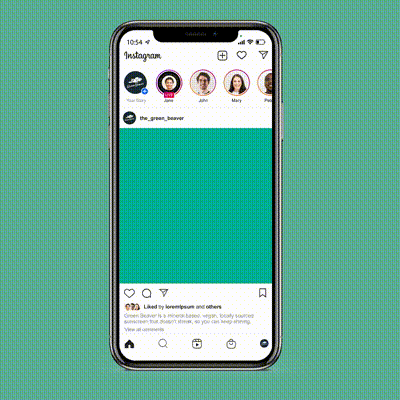 10:54
Instagram
Your Story
Jane
John
Mary
LIVE
the_green_beaver
Liked by loremipsum and others
Green Beaver is a mineral based, vegan, locally sourced
sunscreen that doesn't streak, so you can keep shining.
View all comments